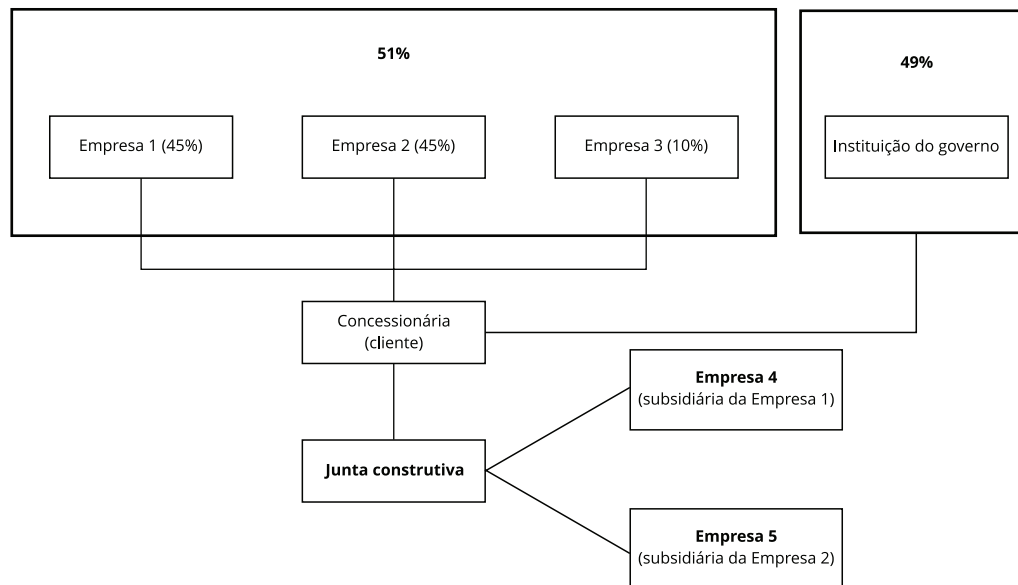 51%
49%
Empresa 1 (45%)
Empresa 2 (45%)
Empresa 3 (10%)
Instituição do governo
Concessionária
(cliente)
Empresa 4
(subsidiária da Empresa 1)
Junta construtiva
Empresa 5
(subsidiária da Empresa 2)